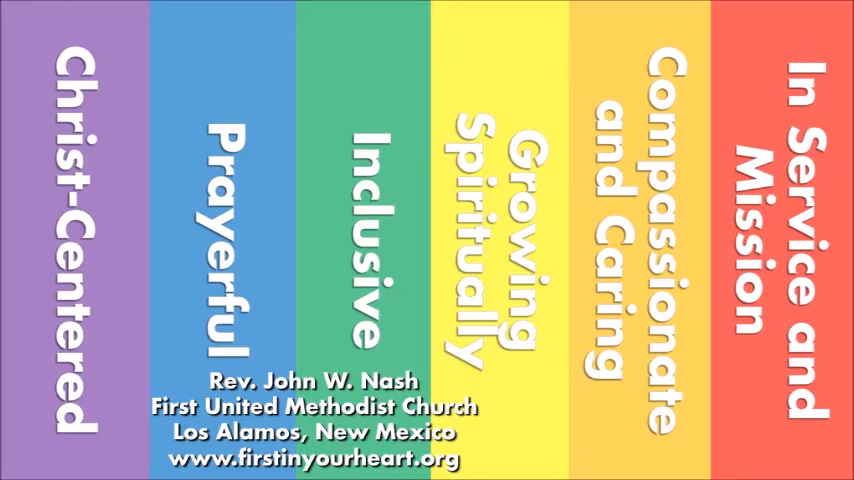 Christ-Centered
Prayerful
Inclusive
Growing
Spiritually
Compassionate
and Caring
In Service and
Mission
Rev. John W. Nash
First United Methodist Church
Los Alamos, New Mexico
www.firstinyourheart.org